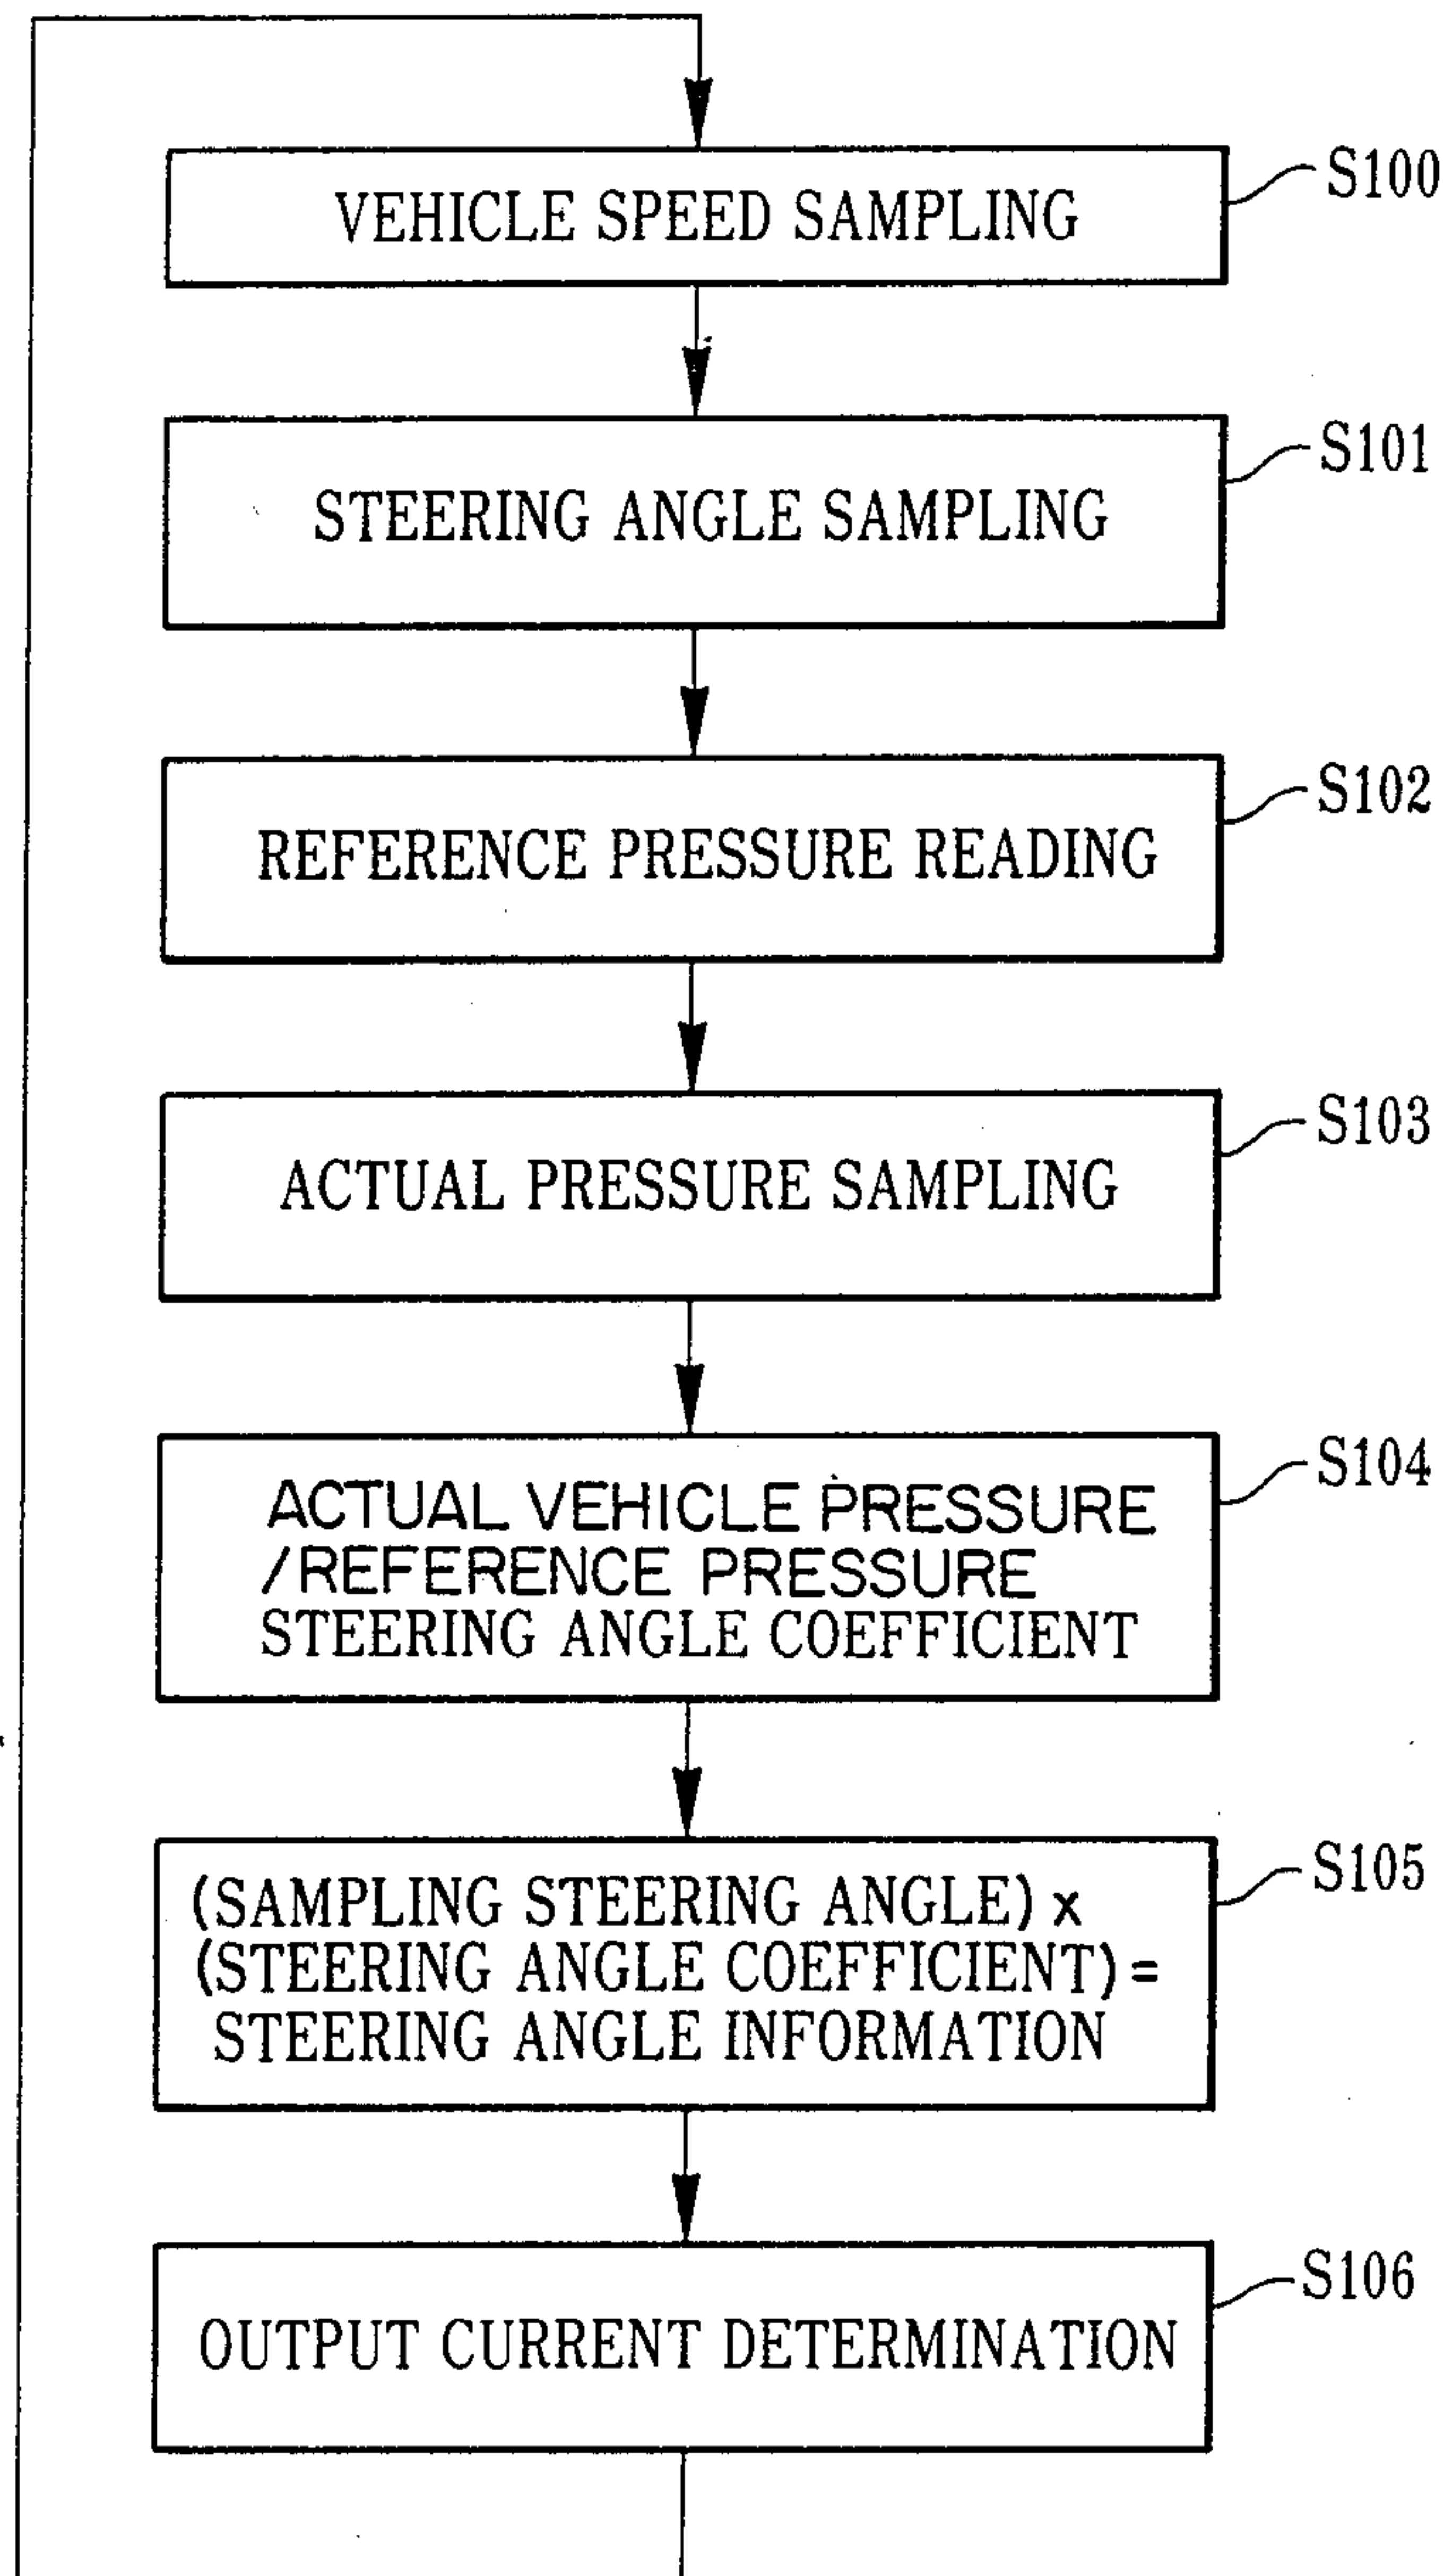 VEHICLE SPEED SAMPLING
S100
STEERING ANGLE SAMPLING
S101
REFERENCE PRESSURE READING
S102
ACTUAL PRESSURE SAMPLING
S103
ACTUAL VEHICLE PRESSURE
/REFERENCE PRESSURE
STEERING ANGLE COEFFICIENT
S104
(SAMPLING STEERING ANGLE) x
(STEERING ANGLE COEFFICIENT) =
STEERING ANGLE INFORMATION
S105
OUTPUT CURRENT DETERMINATION
S106